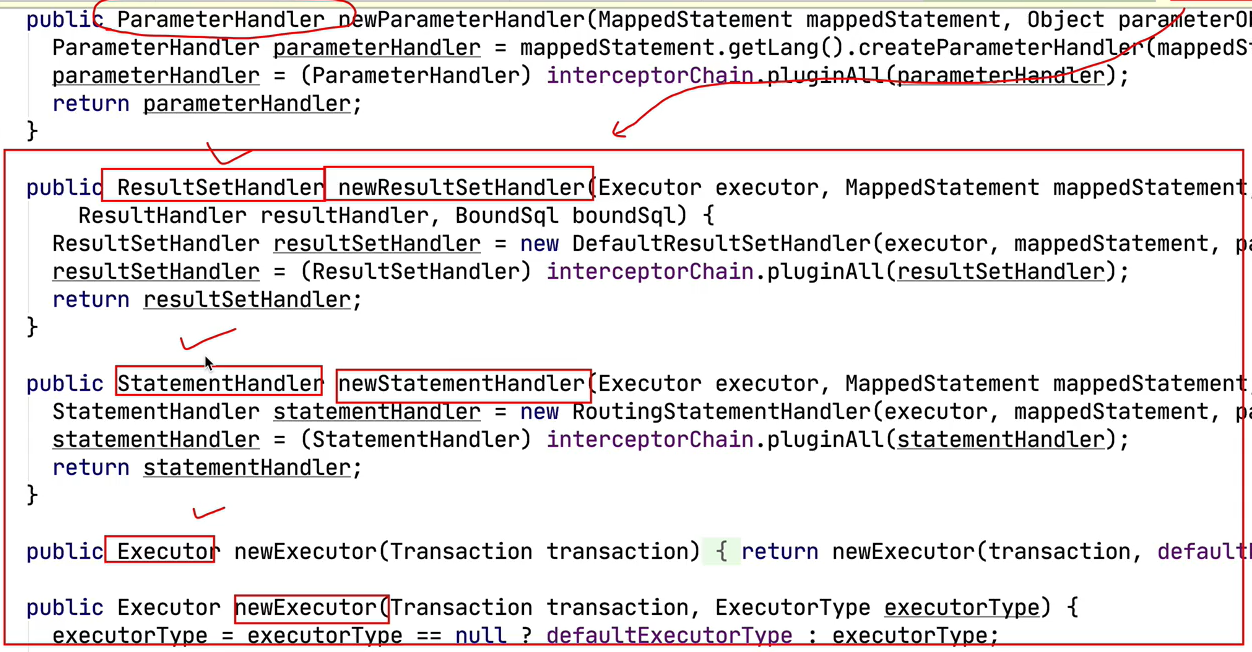 public ParameterHandler newParameterHandler(MappedStatement mappedStatement, Object parameterOb
ParameterHandler parameterHandler = mappedStatement.getLang().createParameterHandler(mappedS
parameterHandler = (ParameterHandler) interceptorChain.pluginAll(parameterHandler);
return parameterHandler;
}
public ResultSetHandler newResultSetHandler(Executor executor, MappedStatement mappedStatement,
ResultHandler resultHandler, BoundSql boundSql) {
ResultSetHandler resultSetHandler = new DefaultResultSetHandler(executor, mappedStatement, pa
resultSetHandler = (ResultSetHandler) interceptorChain.pluginAll(resultSetHandler);
return resultSetHandler;
}
public StatementHandler newStatementHandler(Executor executor, MappedStatement mappedStatement,
StatementHandler statementHandler = new RoutingStatementHandler(executor, mappedStatement, pa
statementHandler = (StatementHandler) interceptorChain.pluginAll(statementHandler);
return statementHandler;
}
public Executor newExecutor(Transaction transaction) { return newExecutor(transaction, default
public Executor newExecutor(Transaction transaction, ExecutorType executorType) {
executorType = executorType == null ? defaultExecutorType : executorType;